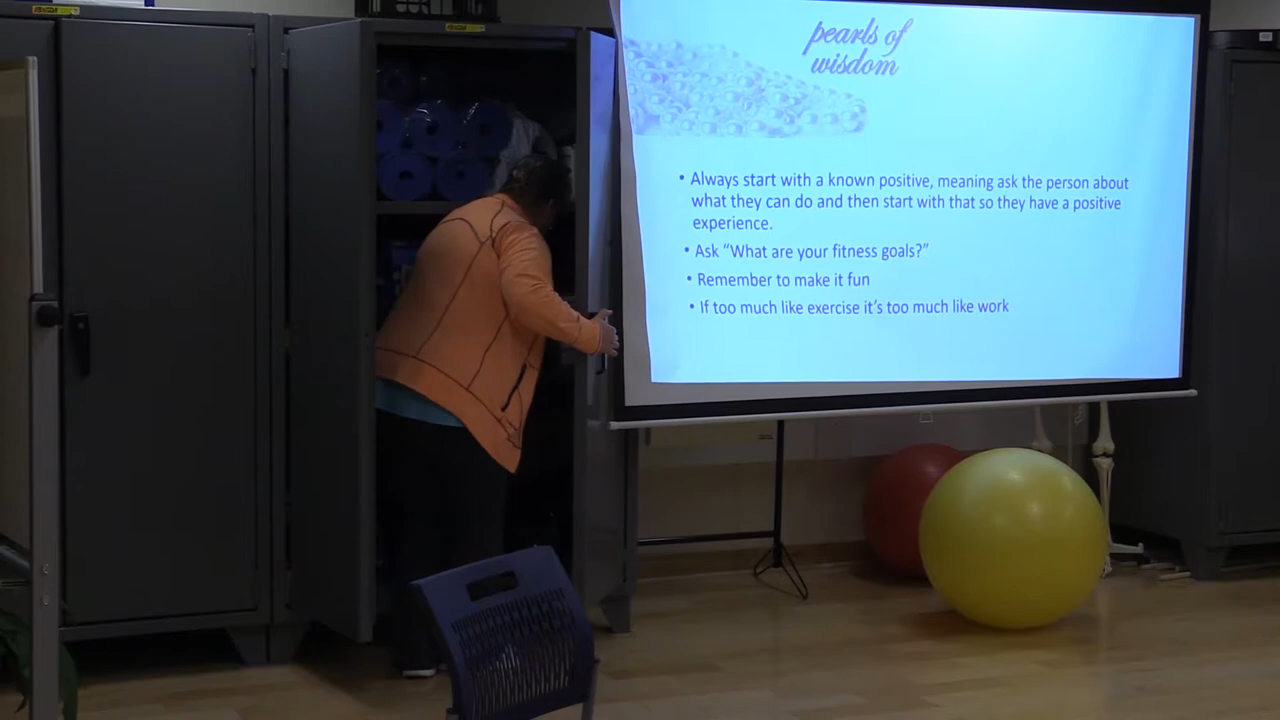 pearls of
wisdom
• Always start with a known positive, meaning ask the person about
what they can do and then start with that so they have a positive
experience.
• Ask “What are your fitness goals?”
• Remember to make it fun
• If too much like exercise it’s too much like work